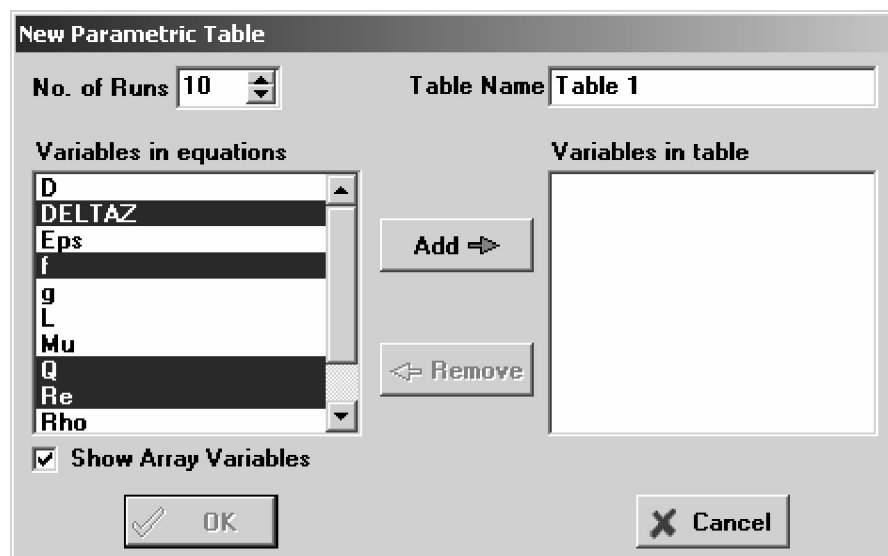 New Parametric Table
No. of Runs 10 Table Name Table 1
Variables in equations Variables in table
D
DELTAZ
Eps
f
g
L
Mu
Q
Re
Rho
Add
Remove
Show Array Variables
OK Cancel